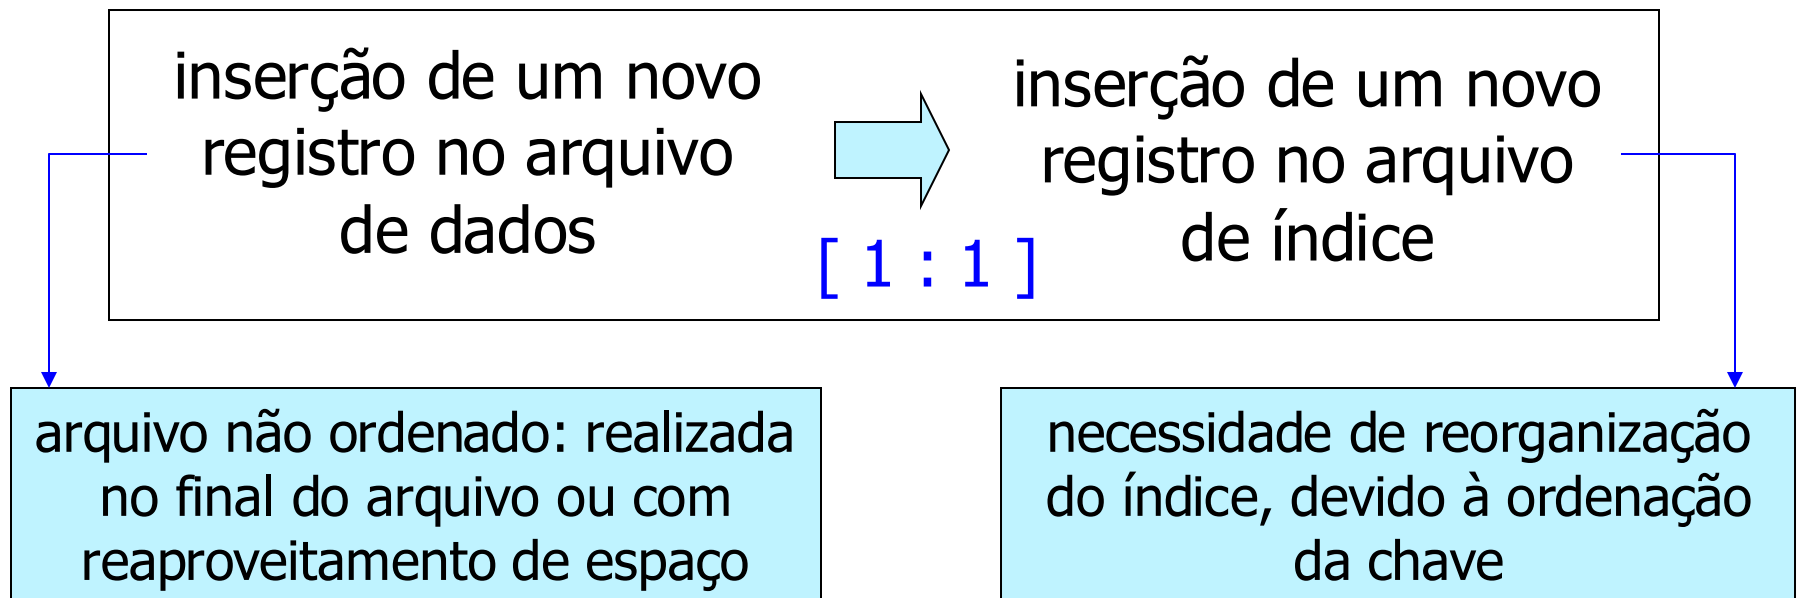 inserção de um novo
registro no arquivo
de dados
inserção de um novo
registro no arquivo
de índice
[ 1 : 1 ]
arquivo não ordenado: realizada
no final do arquivo ou com
reaproveitamento de espaço
necessidade de reorganização
do índice, devido à ordenação
da chave